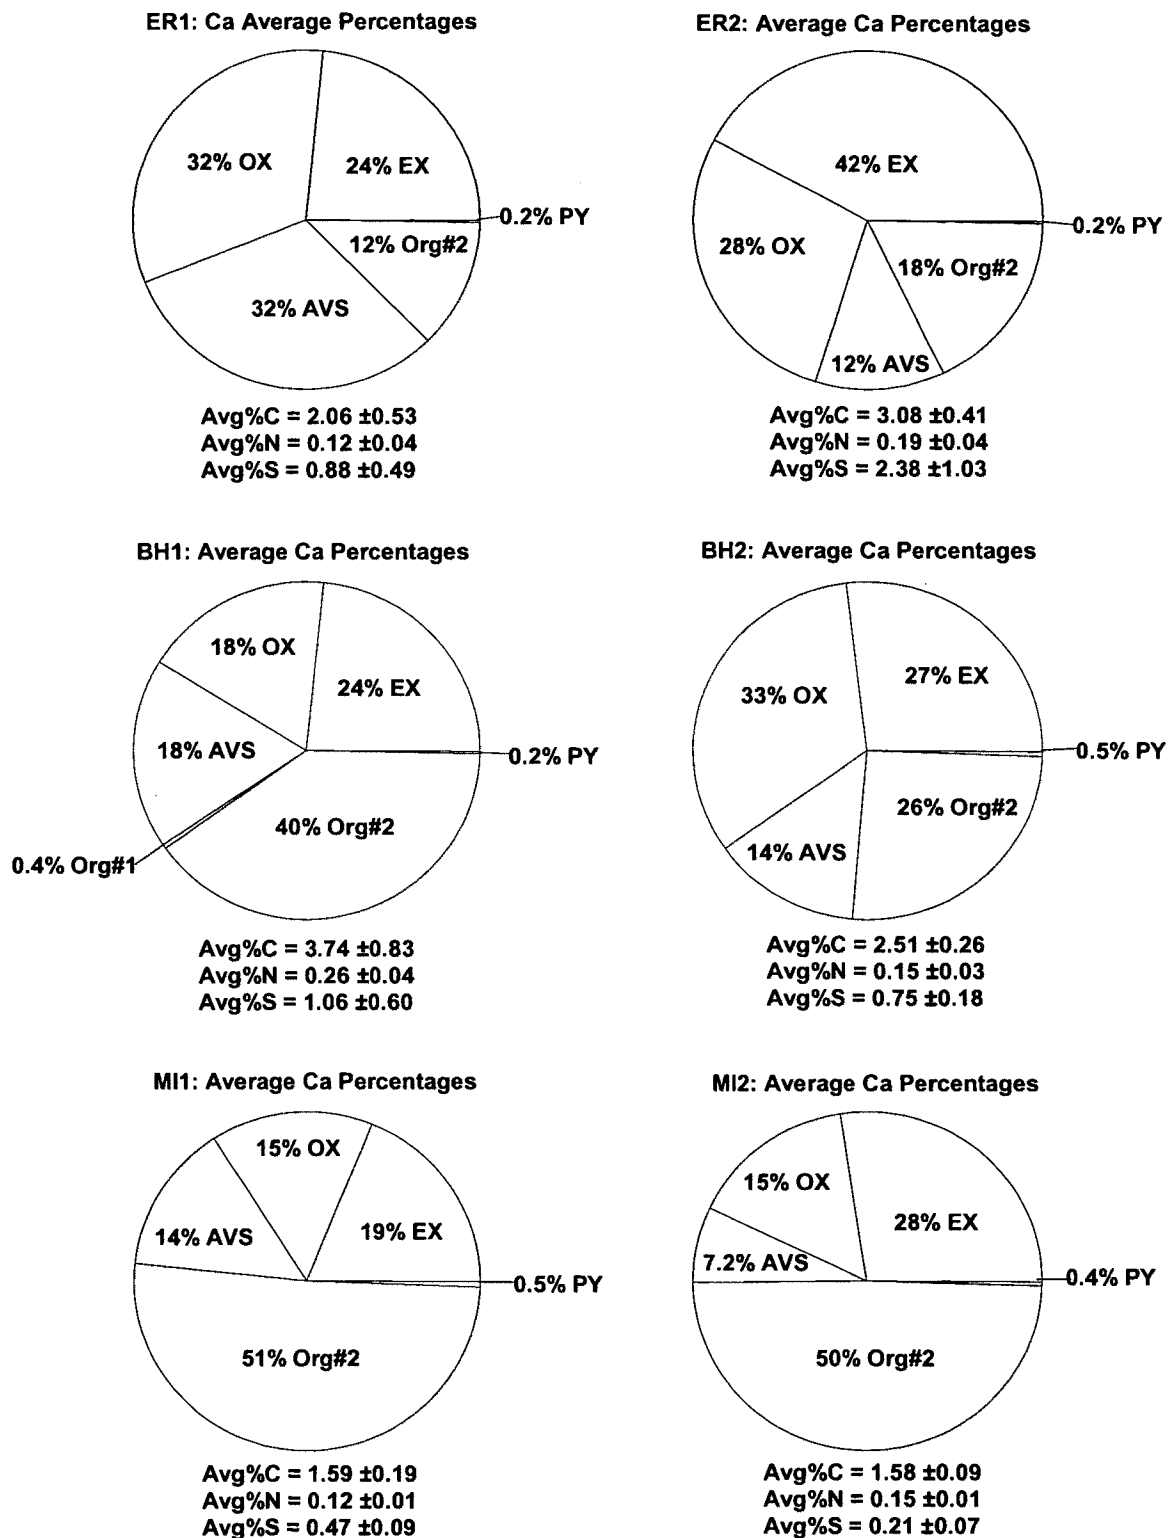 ER1: Ca Average Percentages
32% OX
24% EX
0.2% PY
12% Org#2
32% AVS
Avg%C = 2.06 ±0.53
Avg%N = 0.12 ±0.04
Avg%S = 0.88 ±0.49
ER2: Average Ca Percentages
42% EX
0.2% PY
28% OX
18% Org#2
12% AVS
Avg%C = 3.08 ±0.41
Avg%N = 0.19 ±0.04
Avg%S = 2.38 ±1.03
BH1: Average Ca Percentages
18% OX
24% EX
18% AVS
0.2% PY
40% Org#2
0.4% Org#1
Avg%C = 3.74 ±0.83
Avg%N = 0.26 ±0.04
Avg%S = 1.06 ±0.60
BH2: Average Ca Percentages
27% EX
33% OX
0.5% PY
26% Org#2
14% AVS
Avg%C = 2.51 ±0.26
Avg%N = 0.15 ±0.03
Avg%S = 0.75 ±0.18
MI1: Average Ca Percentages
15% OX
19% EX
14% AVS
0.5% PY
51% Org#2
Avg%C = 1.59 ±0.19
Avg%N = 0.12 ±0.01
Avg%S = 0.47 ±0.09
MI2: Average Ca Percentages
15% OX
28% EX
7.2% AVS
0.4% PY
50% Org#2
Avg%C = 1.58 ±0.09
Avg%N = 0.15 ±0.01
Avg%S = 0.21 ±0.07